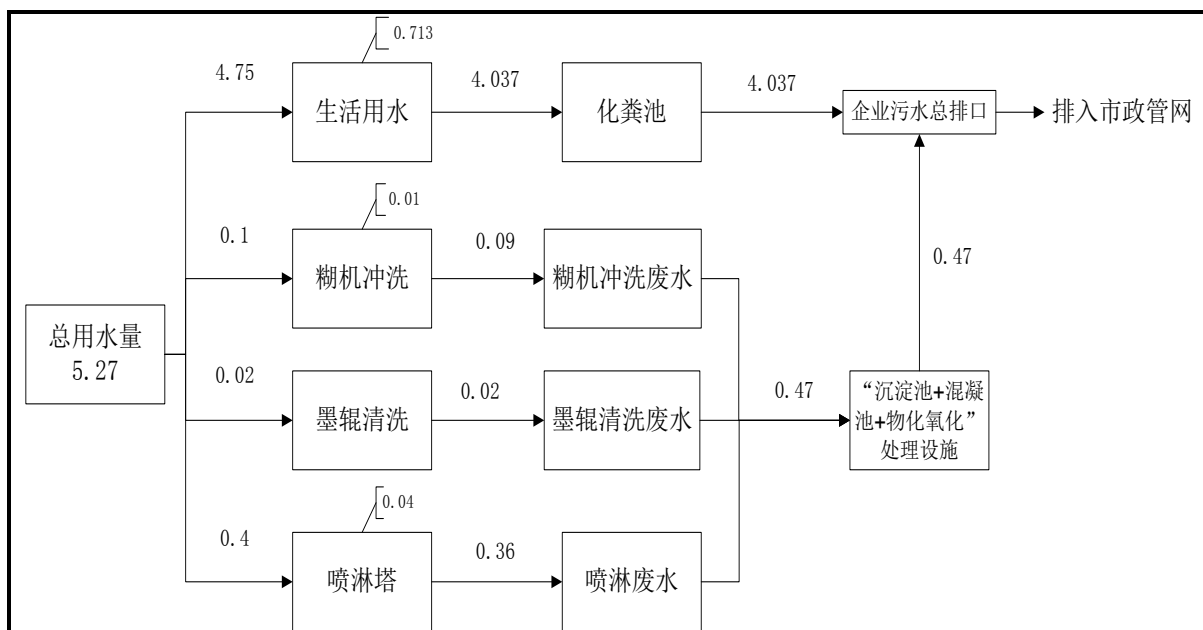 0.713
4.75
生活用水
4.037
化粪池
4.037
企业污水总排口
排入市政管网
0.01
0.1
糊机冲洗
0.09
糊机冲洗废水
0.47
总用水量
5.27
0.02
墨辊清洗
0.02
墨辊清洗废水
0.47
“沉淀池+混凝
池+物化氧化”
处理设施
0.04
0.4
喷淋塔
0.36
喷淋废水